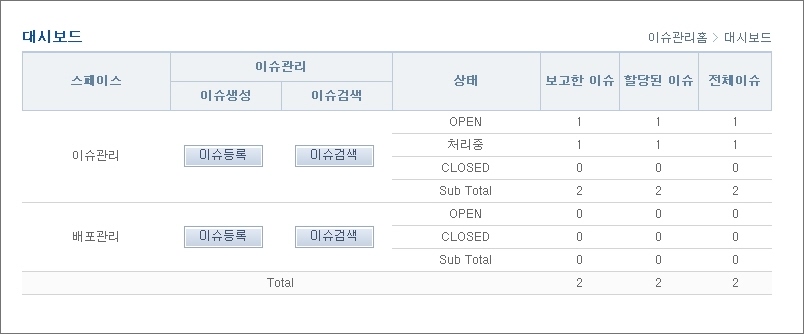 대시보드
이슈관리홈 > 대시보드
스페이스 이슈관리 상태 보고한 이슈 할당된 이슈 전체이슈
이슈생성 이슈검색
이슈관리 이슈등록 이슈검색
OPEN 1 1 1
처리중 1 1 1
CLOSED 0 0 0
Sub Total 2 2 2
배포관리 이슈등록 이슈검색
OPEN 0 0 0
CLOSED 0 0 0
Sub Total 0 0 0
Total 2 2 2